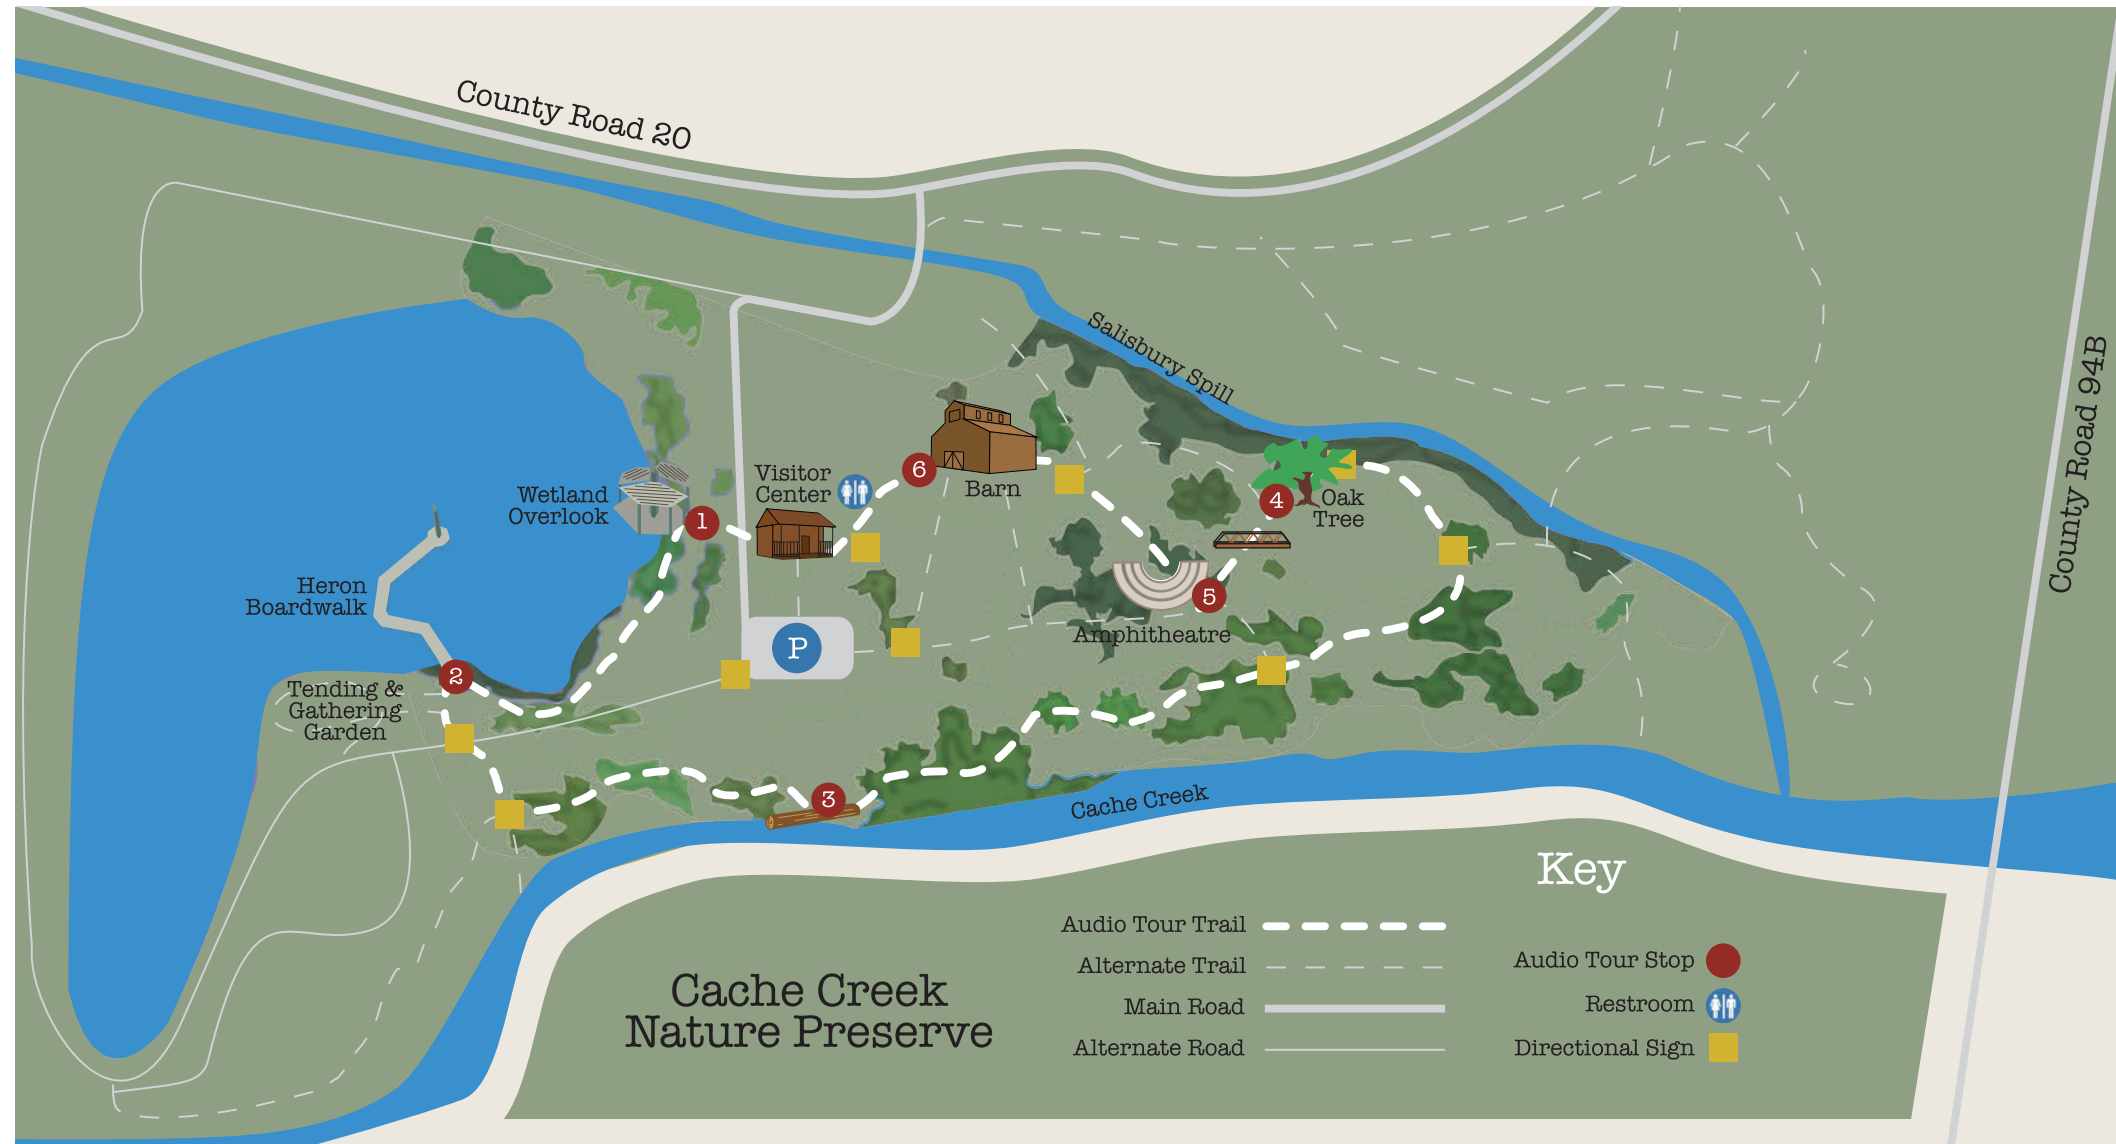 County Road 20
Salisbury Spill
County Road 94B
Visitor
Center
6
Barn
Wetland
Overlook
1
4
Oak
Tree
Heron
Boardwalk
5
Amphitheatre
P
2
Tending &
Gathering
Garden
3
Cache Creek
Key
Audio Tour Trail
Alternate Trail
Main Road
Alternate Road
Audio Tour Stop
Restroom
Directional Sign
Cache Creek
Nature Preserve